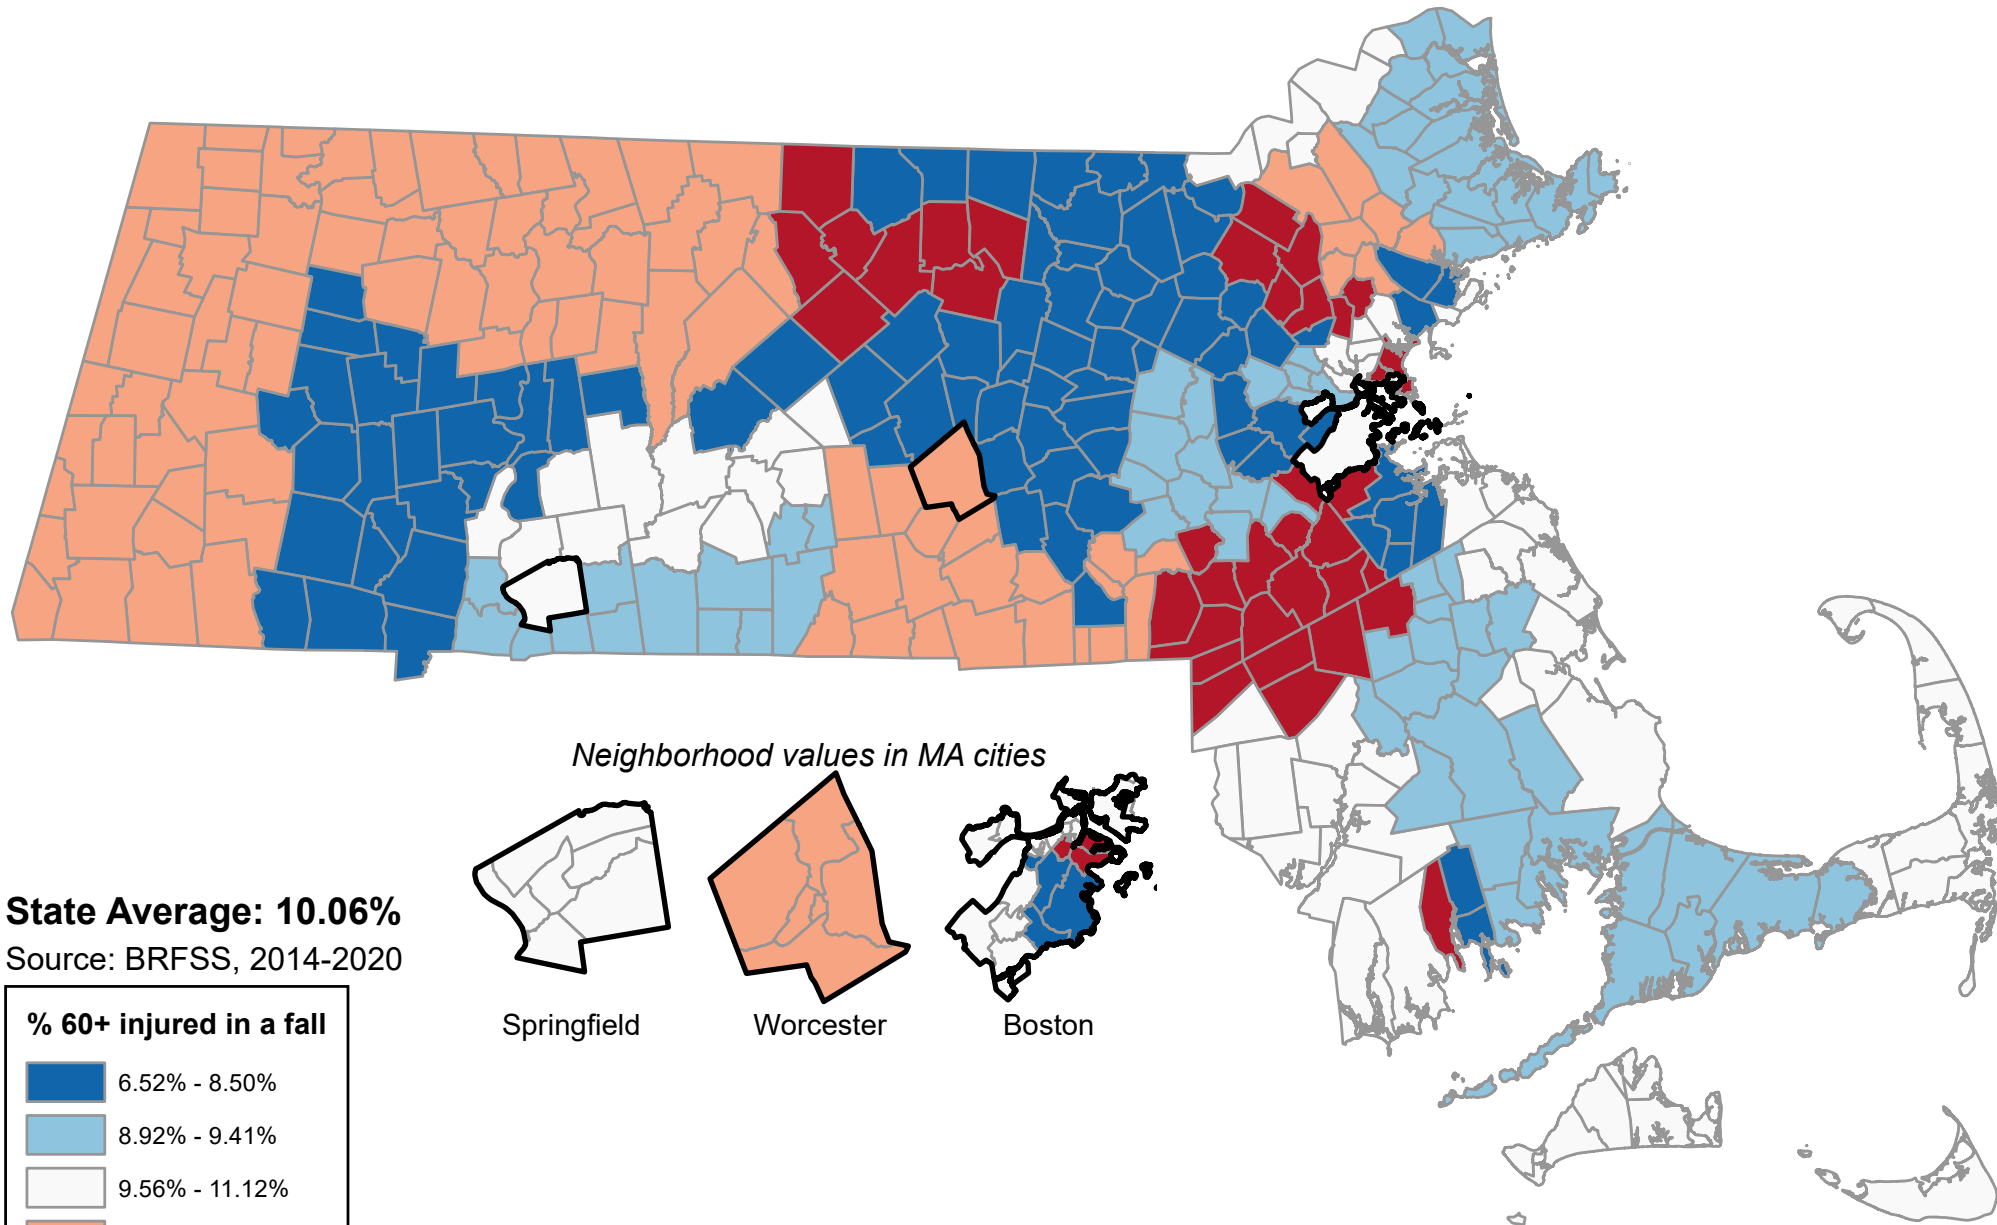 Neighborhood values in MA cities
Springfield
Worcester
Boston
State Average: 10.06%
Source: BRFSS, 2014-2020
% 60+ injured in a fall
6.52% - 8.50%
8.92% - 9.41%
9.56% - 11.12%